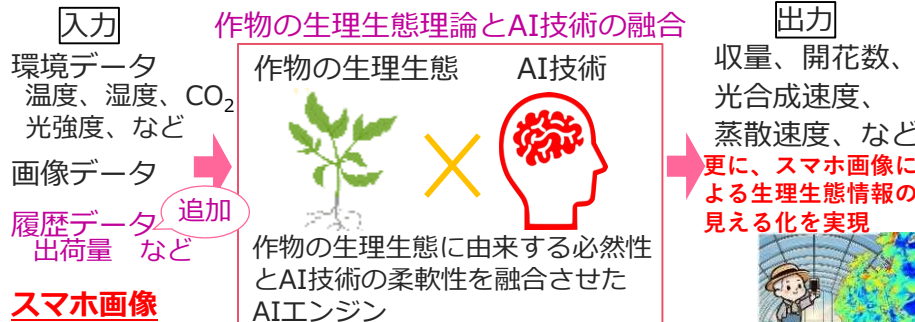 入力
環境データ
温度、湿度、CO2
光強度、など
画像データ
履歴データ
追加
出荷量 など
スマホ画像
作物の生理生態理論とAI技術の融合
作物の生理生態 AI技術
作物の生理生態に由来する必然性
とAI技術の柔軟性を融合させた
AIエンジン
出力
収量、開花数、
光合成速度、
蒸散速度、など
更に、スマホ画像に
よる生理生態情報の
見える化を実現